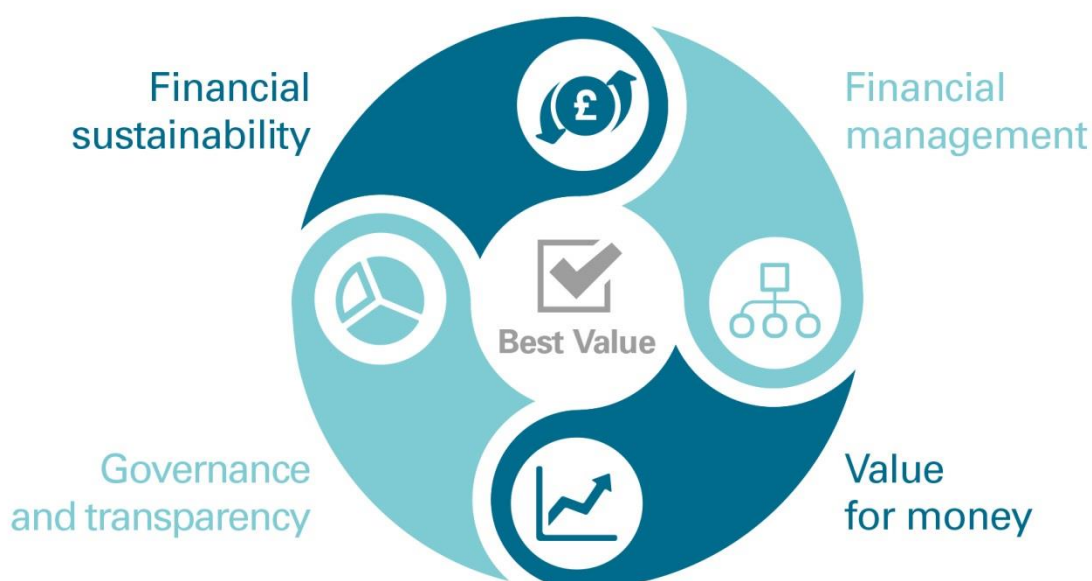 Financial
sustainability
Financial
management
£
Best Value
Governance
and transparency
Value
for money